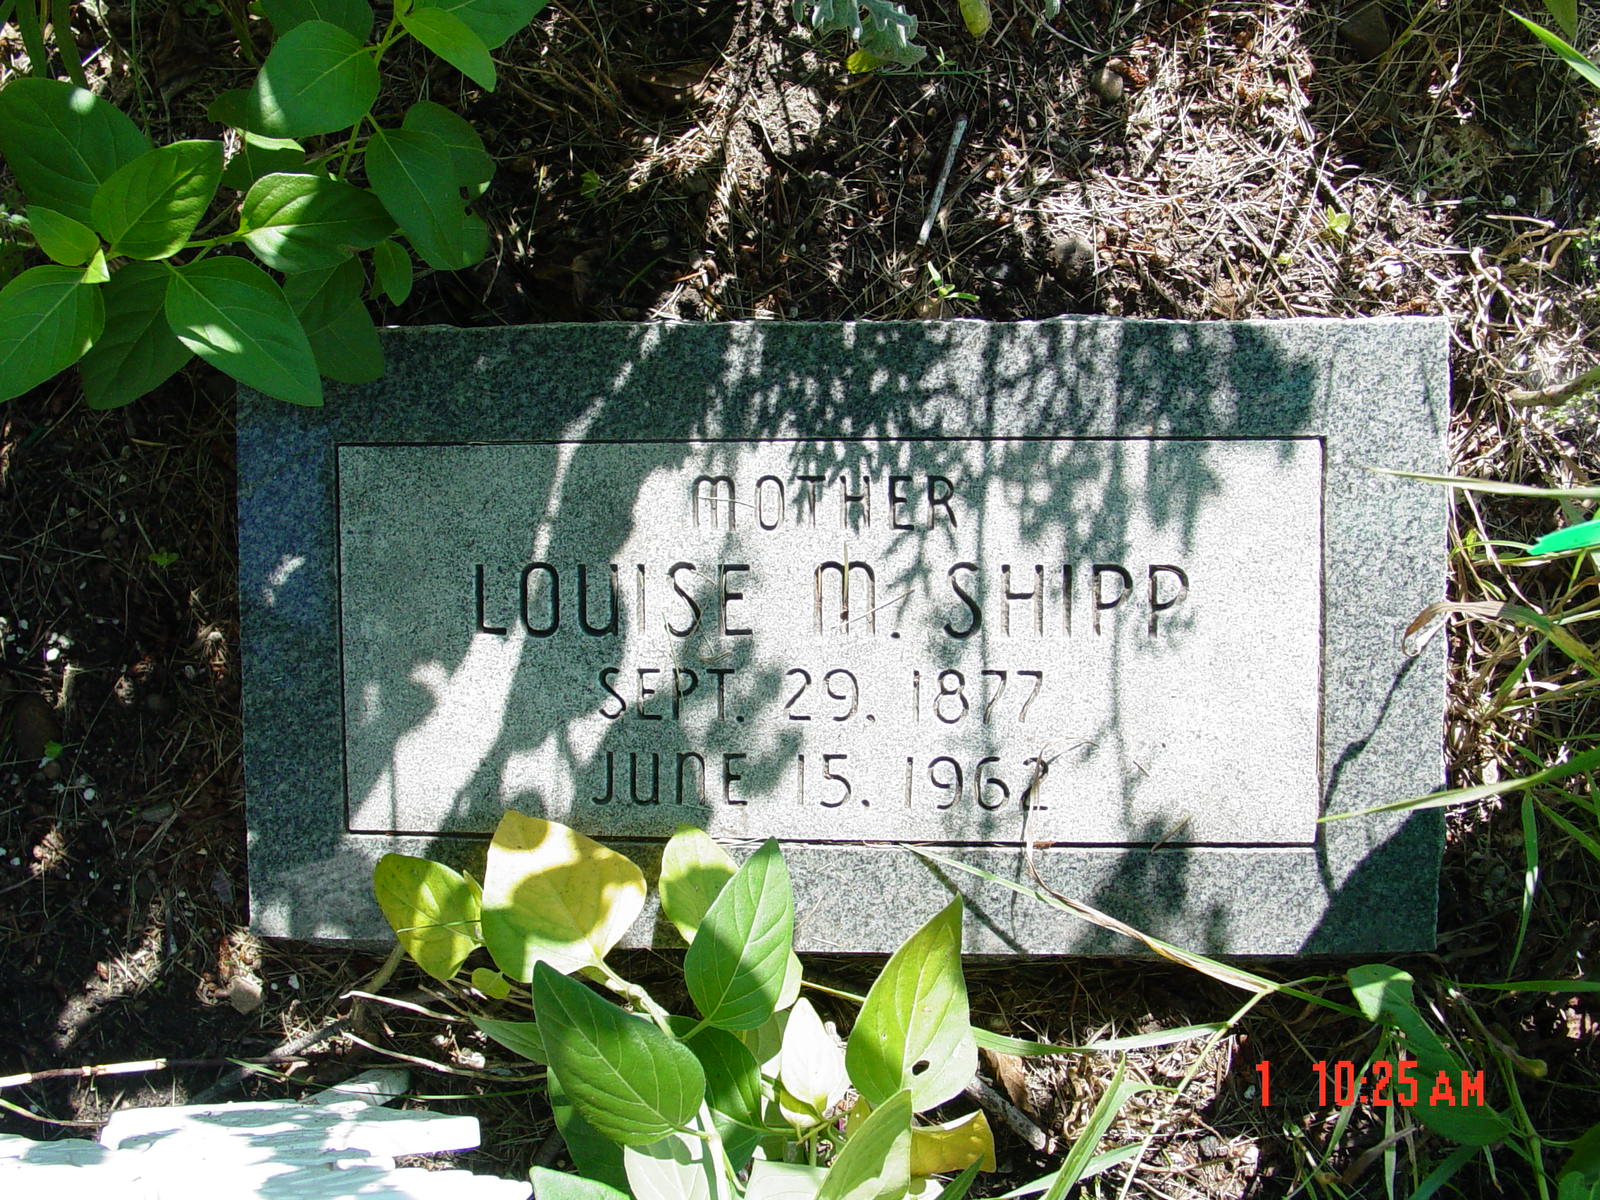 MOTHER
LOUISE M. SHIPP
SEPT. 29. 1877
JUNE 15. 1962
1 10:25 AM